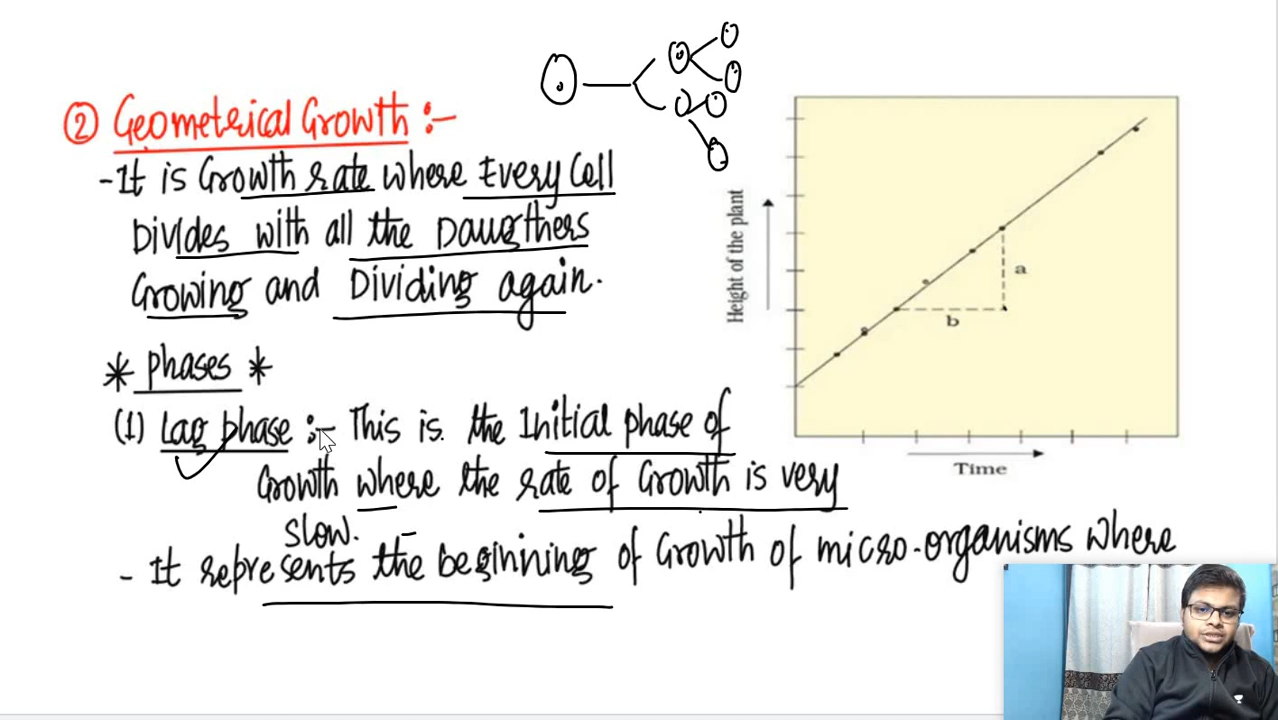 ② Geometrical Growth :-
- It is Growth rate where Every Cell
Divides with all the Daugthers
Growing and Dividing again.
* Phases *
(1) Lag phase :- This is the Initial phase of
Growth where the rate of Growth is very
slow.
- It represents the beginning of Growth of micro-organisms where
Height of the plant
a
b
Time